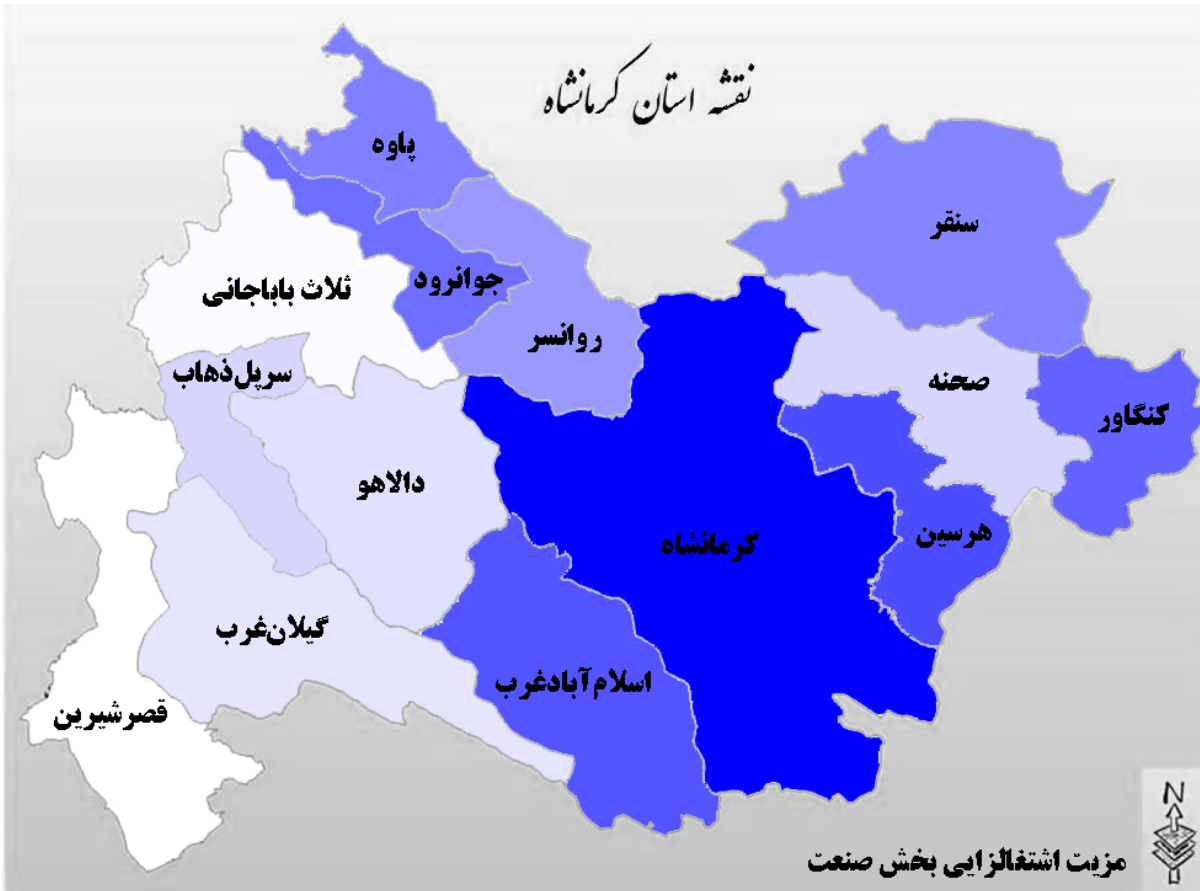 نقشه استان کرمانشاه
پاوه
سنقر
جوانرود
ثلاث باباجانی
روانسر
سرپل‌ذهاب
صحنه
کنگاور
دالاهو
هرسین
کرمانشاه
گیلان‌غرب
اسلام‌آبادغرب
قصرشیرین
N
مزیت اشتغالزایی بخش صنعت